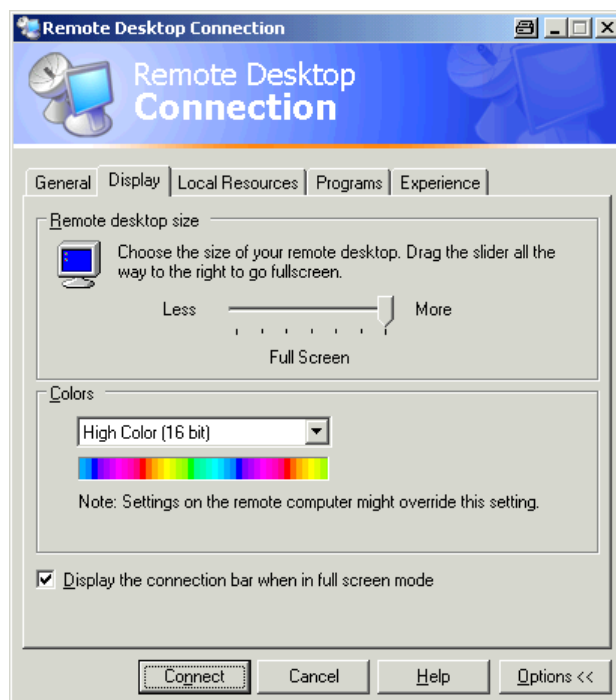 Remote Desktop Connection
Remote Desktop
Connection
General Display Local Resources Programs Experience
Remote desktop size
Choose the size of your remote desktop. Drag the slider all the
way to the right to go fullscreen.
Less More
Full Screen
Colors
High Color (16 bit)
Note: Settings on the remote computer might override this setting.
Display the connection bar when in full screen mode
Connect Cancel Help Options <<